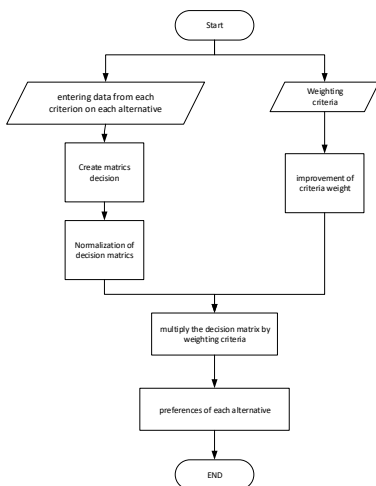 Start
entering data from each
criterion on each alternative
Weighting
criteria
Create matrics
decision
improvement of
criteria weight
Normalization of
decision matrics
multiply the decision matrix by
weighting criteria
preferences of each alternative
END